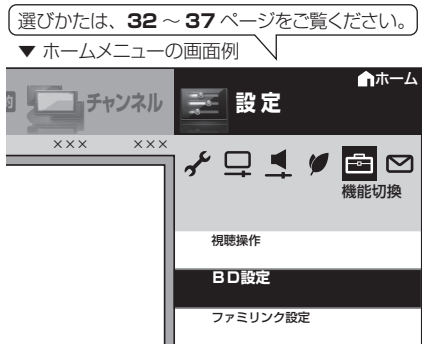 選びかたは、32～37 ページをご覧ください。
▼ ホームメニューの画面例
ホーム
チャンネル
設定
××× ×××
機能切換
視聴操作
ＢＤ設定
ファミリンク設定